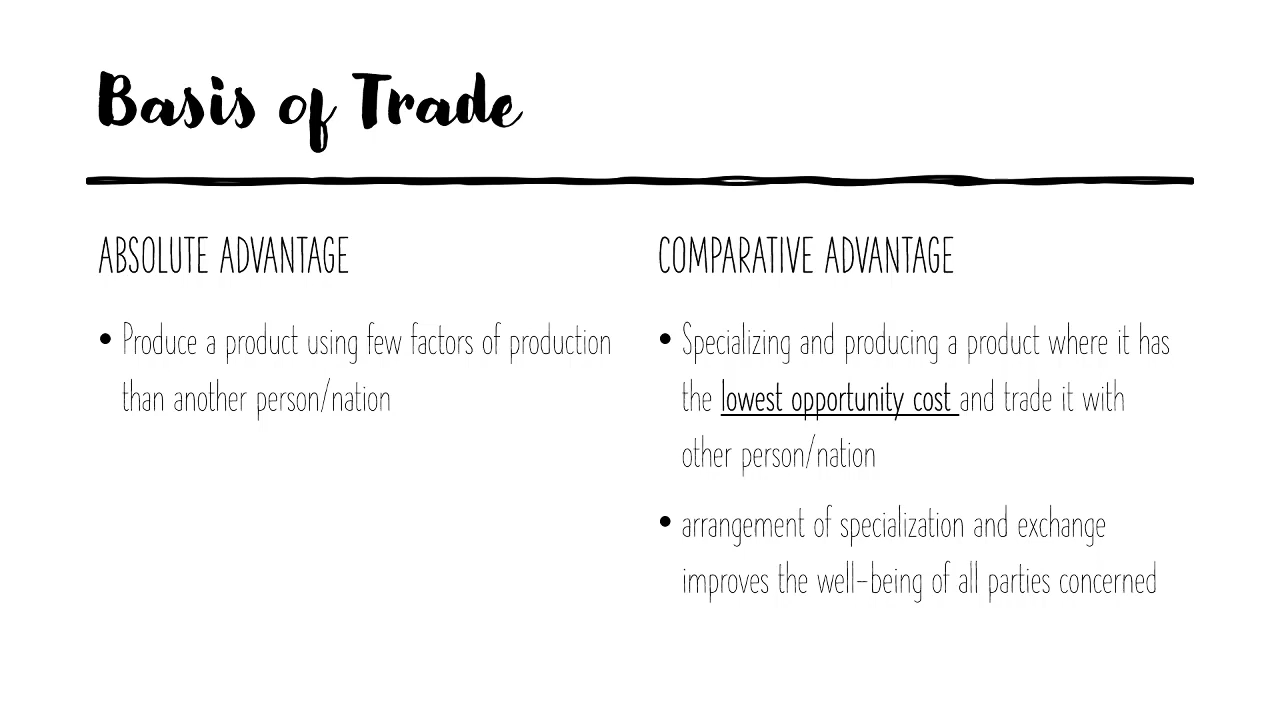 Basis of Trade
ABSOLUTE ADVANTAGE
• Produce a product using few factors of production
than another person/nation
COMPARATIVE ADVANTAGE
• Specializing and producing a product where it has
the lowest opportunity cost and trade it with
other person/nation
• arrangement of specialization and exchange
improves the well-being of all parties concerned